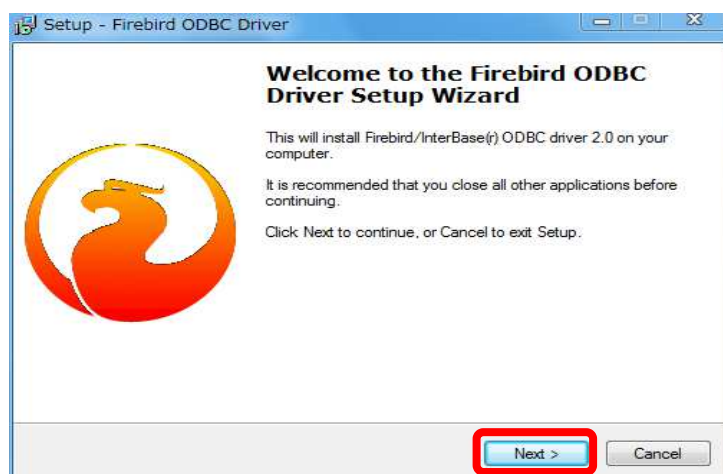 Setup - Firebird ODBC Driver
Welcome to the Firebird ODBC
Driver Setup Wizard
This will install Firebird/InterBase(r) ODBC driver 2.0 on your
computer.
It is recommended that you close all other applications before
continuing.
Click Next to continue, or Cancel to exit Setup.
Next >
Cancel